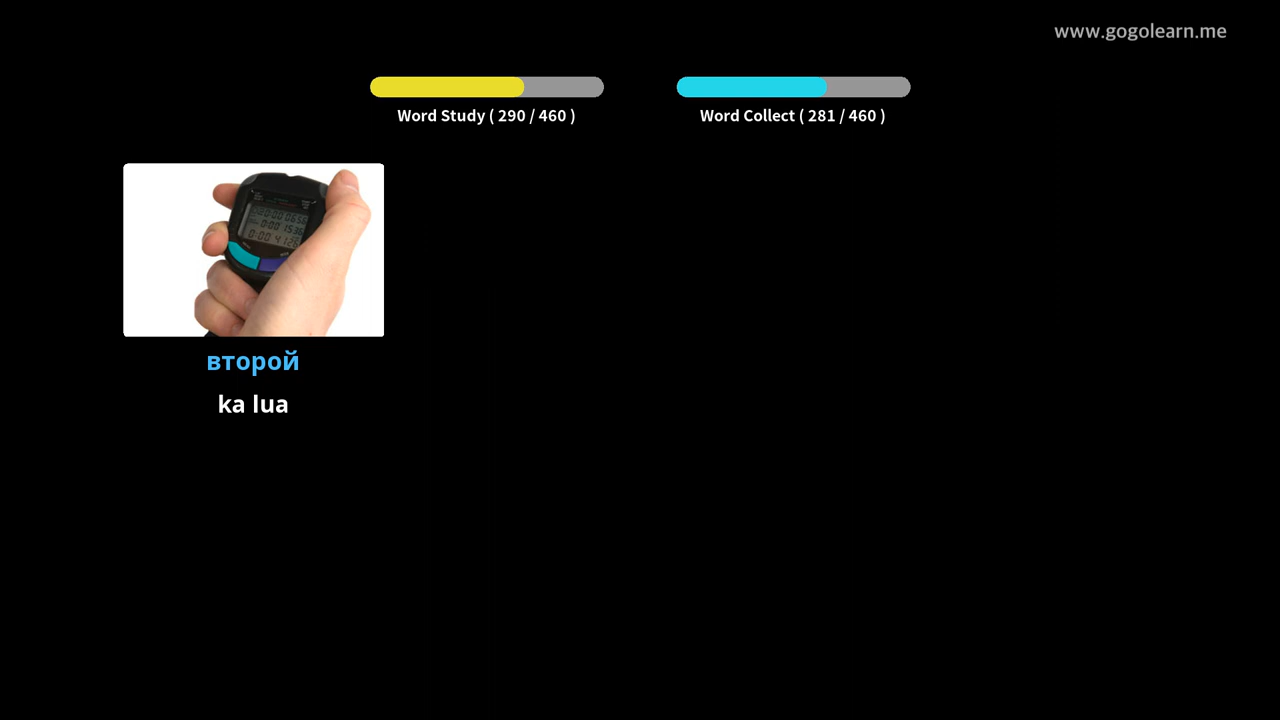 www.gogolearn.me
Word Study ( 290 / 460 )
Word Collect ( 281 / 460 )
второй
ka lua